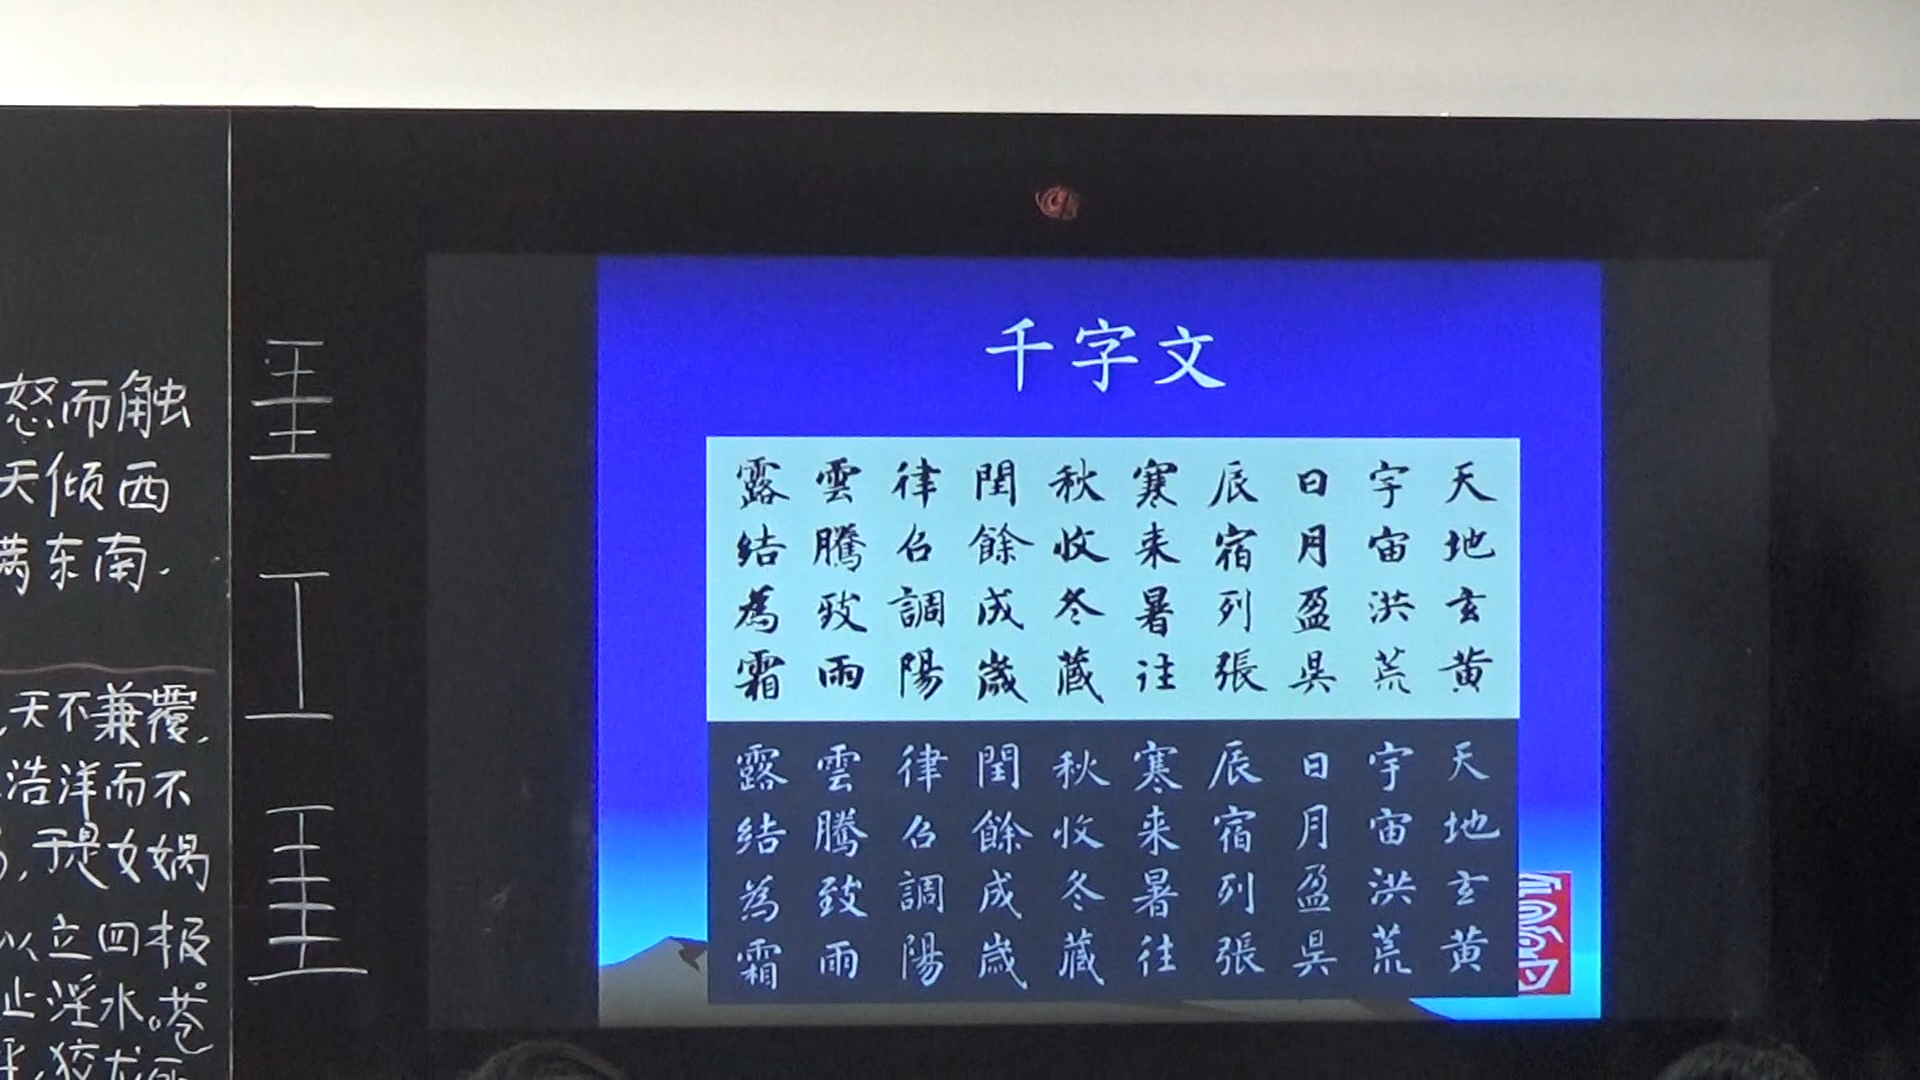 怒而触
天倾西
满东南.
,天不兼覆,
浩洋而不
,于是女娲
以立四极
止淫水。苍
,狡龙
千字文
天地玄黄
宇宙洪荒
日月盈昃
辰宿列張
寒来暑往
秋收冬藏
閏餘成歲
律召調陽
雲騰致雨
露結為霜
天地玄黄
宇宙洪荒
日月盈昃
辰宿列張
寒来暑往
秋收冬藏
閏餘成歲
律召調陽
雲騰致雨
露結為霜